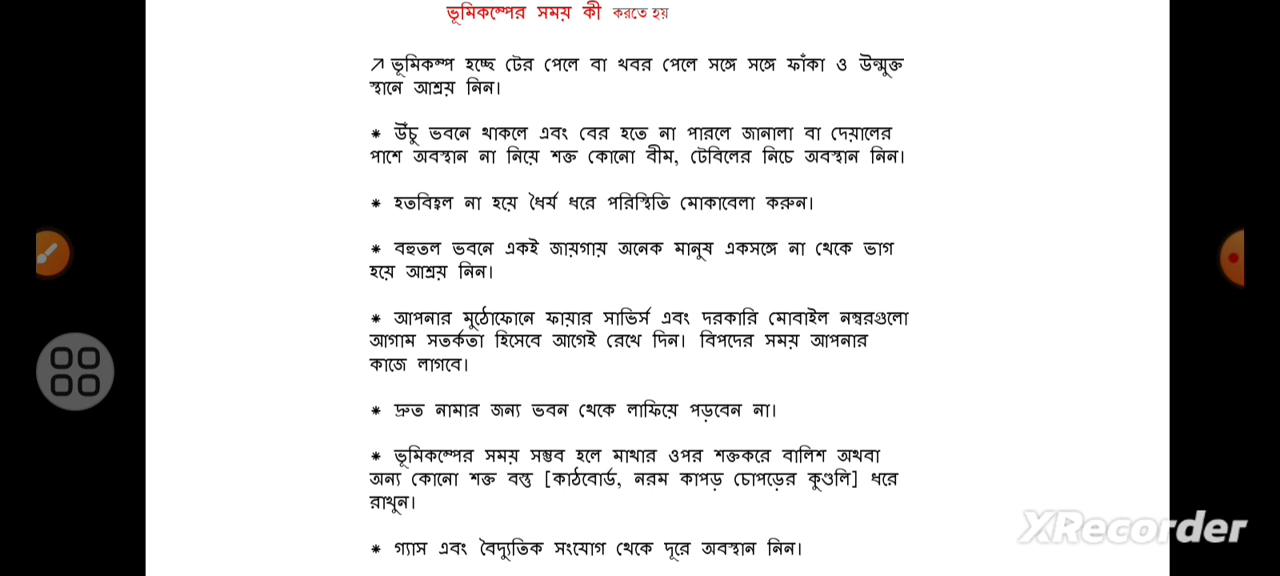 ভূমিকম্পের সময় কী করতে হয়
↗ ভূমিকম্প হচ্ছে টের পেলে বা খবর পেলে সঙ্গে সঙ্গে ফাঁকা ও উন্মুক্ত
স্থানে আশ্রয় নিন।
* উঁচু ভবনে থাকলে এবং বের হতে না পারলে জানালা বা দেয়ালের
পাশে অবস্থান না নিয়ে শক্ত কোনো বীম, টেবিলের নিচে অবস্থান নিন।
* হতবিহ্বল না হয়ে ধৈর্য ধরে পরিস্থিতি মোকাবেলা করুন।
* বহুতল ভবনে একই জায়গায় অনেক মানুষ একসঙ্গে না থেকে ভাগ
হয়ে আশ্রয় নিন।
* আপনার মুঠোফোনে ফায়ার সার্ভিস এবং দরকারি মোবাইল নম্বরগুলো
আগাম সতর্কতা হিসেবে আগেই রেখে দিন। বিপদের সময় আপনার
কাজে লাগবে।
* দ্রুত নামার জন্য ভবন থেকে লাফিয়ে পড়বেন না।
* ভূমিকম্পের সময় সম্ভব হলে মাথার ওপর শক্তকরে বালিশ অথবা
অন্য কোনো শক্ত বস্তু [কাঠবোর্ড, নরম কাপড় চোপড়ের কুণ্ডলি] ধরে
রাখুন।
* গ্যাস এবং বৈদ্যুতিক সংযোগ থেকে দূরে অবস্থান নিন।
XRecorder